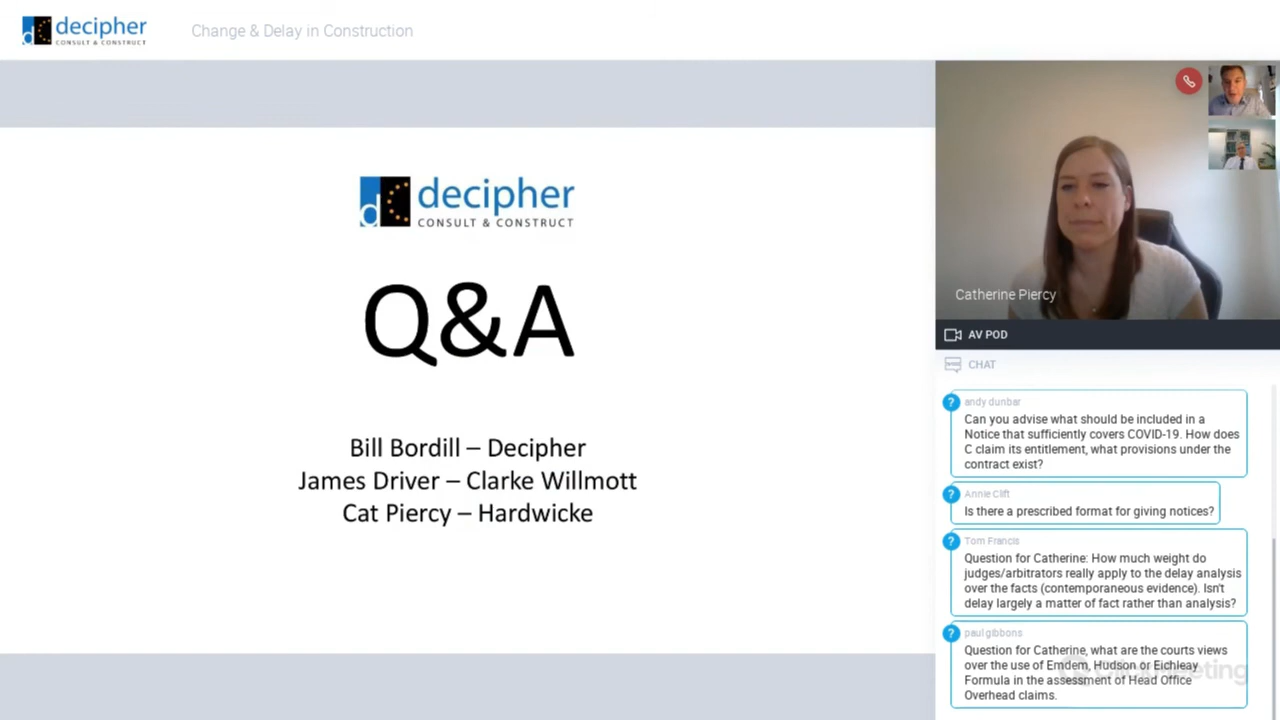 decipher
CONSULT & CONSTRUCT
Change & Delay in Construction
decipher
CONSULT & CONSTRUCT
Q&A
Bill Bordill – Decipher
James Driver – Clarke Willmott
Cat Piercy – Hardwicke
Catherine Piercy
AV POD
CHAT
andy dunbar
Can you advise what should be included in a
Notice that sufficiently covers COVID-19. How does
C claim its entitlement, what provisions under the
contract exist?
Annie Clift
Is there a prescribed format for giving notices?
Tom Francis
Question for Catherine: How much weight do
judges/arbitrators really apply to the delay analysis
over the facts (contemporaneous evidence). Isn't
delay largely a matter of fact rather than analysis?
paul gibbons
Question for Catherine, what are the courts views
over the use of Emdem, Hudson or Eichleay
Formula in the assessment of Head Office
Overhead claims.